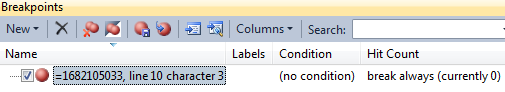 Breakpoints
New Columns Search:
Name Labels Condition Hit Count
=1682105033, line 10 character 3 (no condition) break always (currently 0)